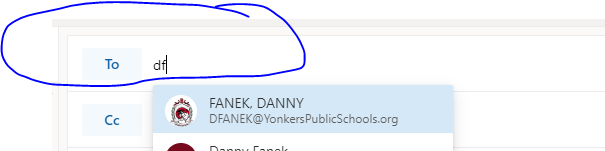 To df
FANEK, DANNY
DFANEK@YonkersPublicSchools.org
Cc
Danny Fanek